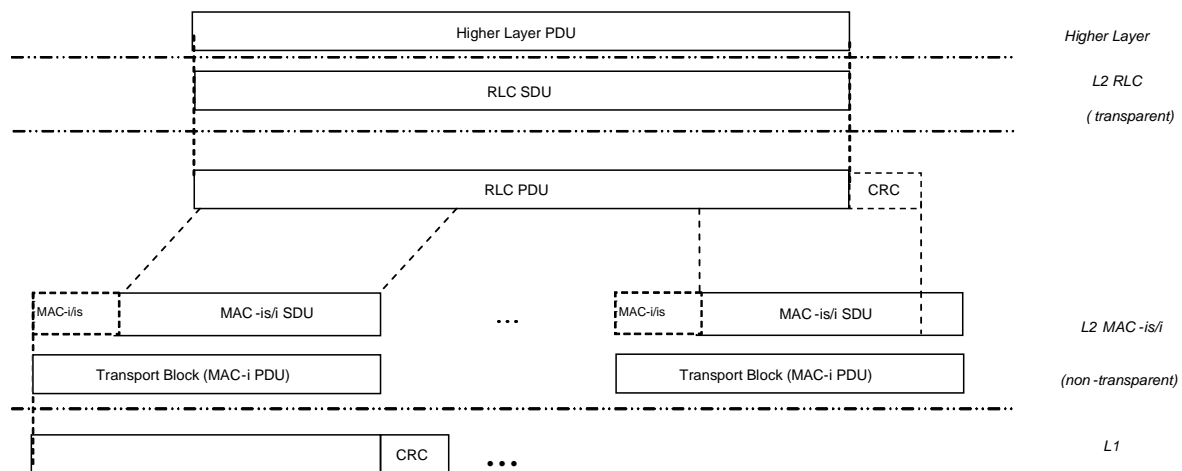 Higher Layer PDU
Higher Layer
RLC SDU
L2 RLC
( transparent)
RLC PDU
CRC
MAC-i/is
MAC -is/i SDU
...
MAC-i/is
MAC -is/i SDU
L2 MAC -is/i
Transport Block (MAC-i PDU)
Transport Block (MAC-i PDU)
(non -transparent)
CRC
...
L1